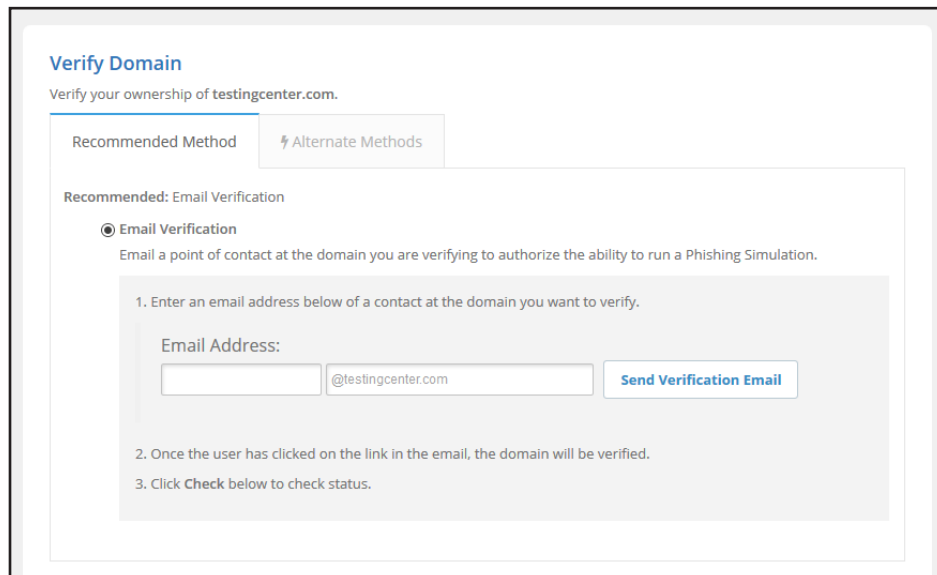 Verify Domain
Verify your ownership of testingcenter.com.
Recommended Method
Alternate Methods
Recommended: Email Verification
Email Verification
Email a point of contact at the domain you are verifying to authorize the ability to run a Phishing Simulation.
1. Enter an email address below of a contact at the domain you want to verify.
Email Address:
@testingcenter.com
Send Verification Email
2. Once the user has clicked on the link in the email, the domain will be verified.
3. Click Check below to check status.